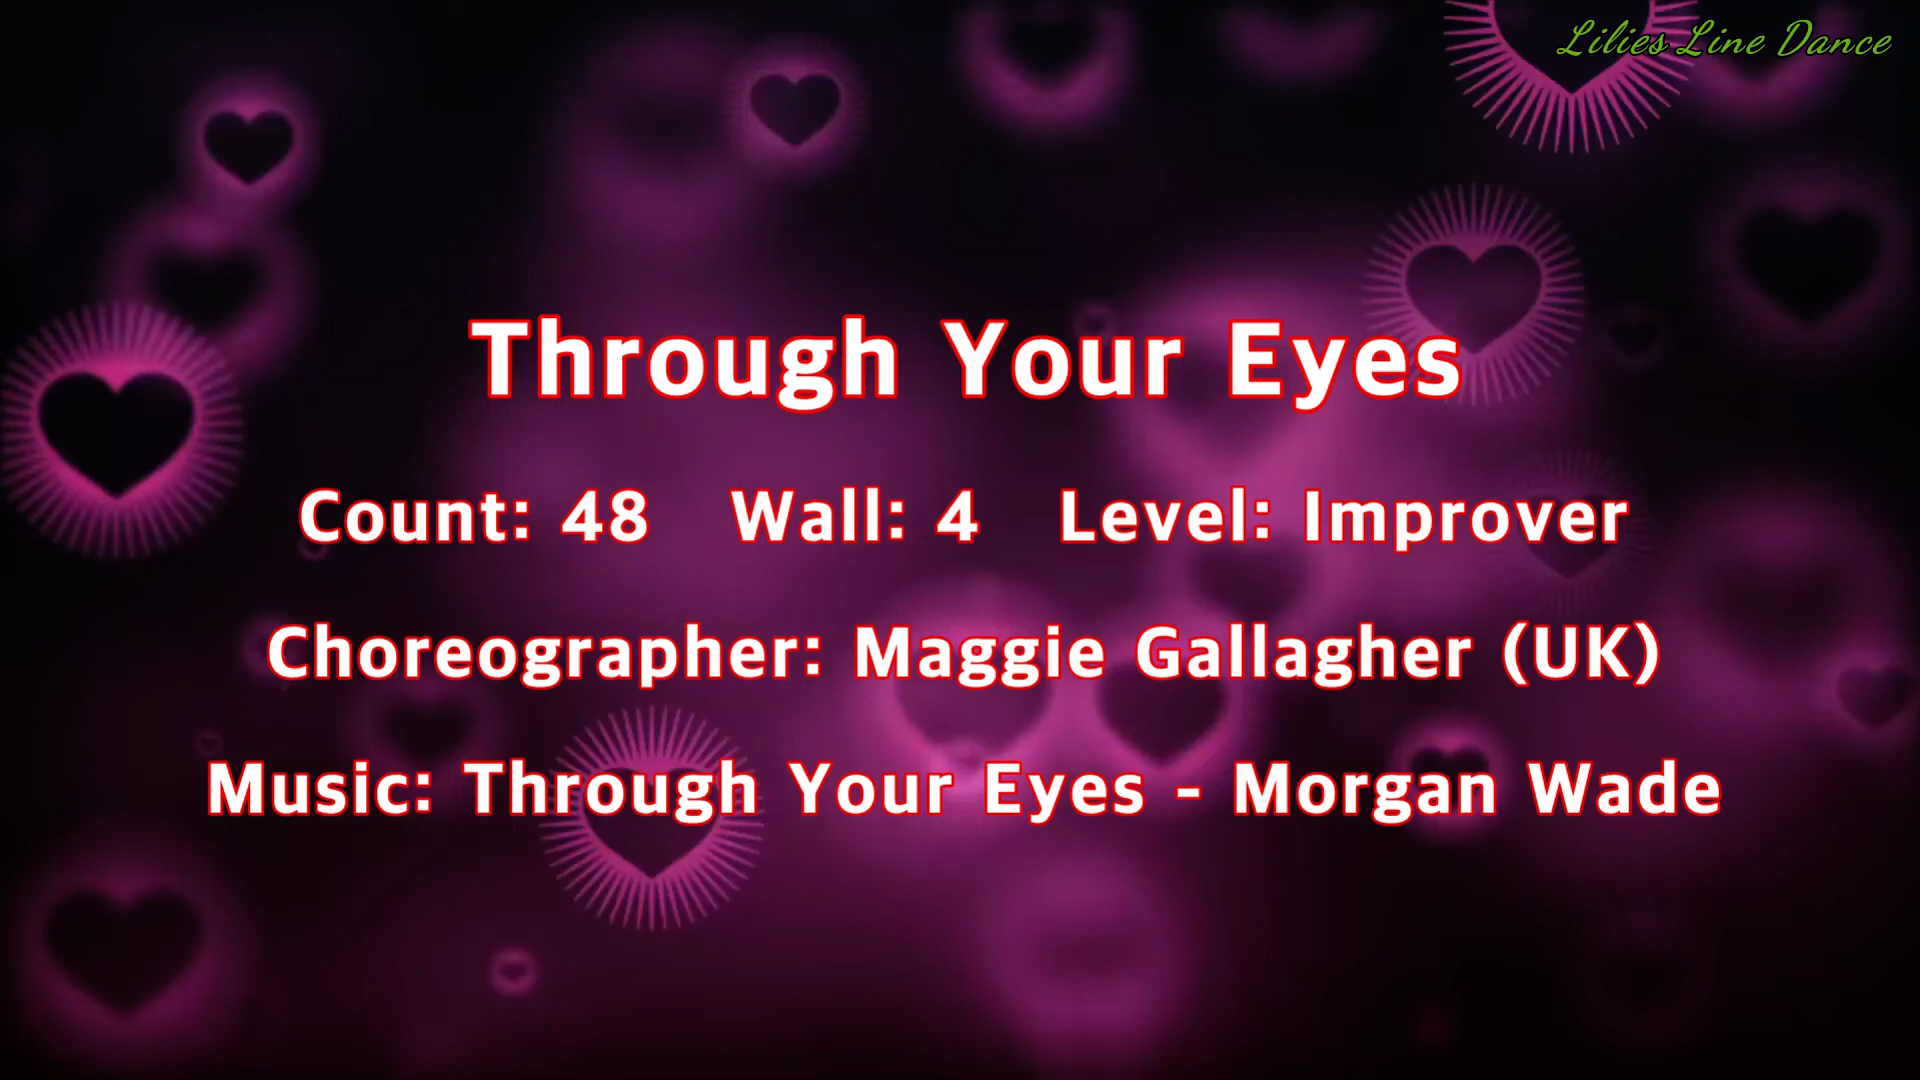 Lilies Line Dance
Through Your Eyes
Count: 48 Wall: 4 Level: Improver
Choreographer: Maggie Gallagher (UK)
Music: Through Your Eyes - Morgan Wade